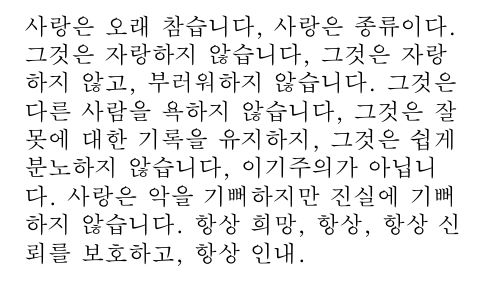 사랑은 오래 참습니다, 사랑은 종류이다.
그것은 자랑하지 않습니다, 그것은 자랑
하지 않고, 부러워하지 않습니다. 그것은
다른 사람을 욕하지 않습니다, 그것은 잘
못에 대한 기록을 유지하지, 그것은 쉽게
분노하지 않습니다, 이기주의가 아닙니
다. 사랑은 악을 기뻐하지만 진실에 기뻐
하지 않습니다. 항상 희망, 항상, 항상 신
뢰를 보호하고, 항상 인내.